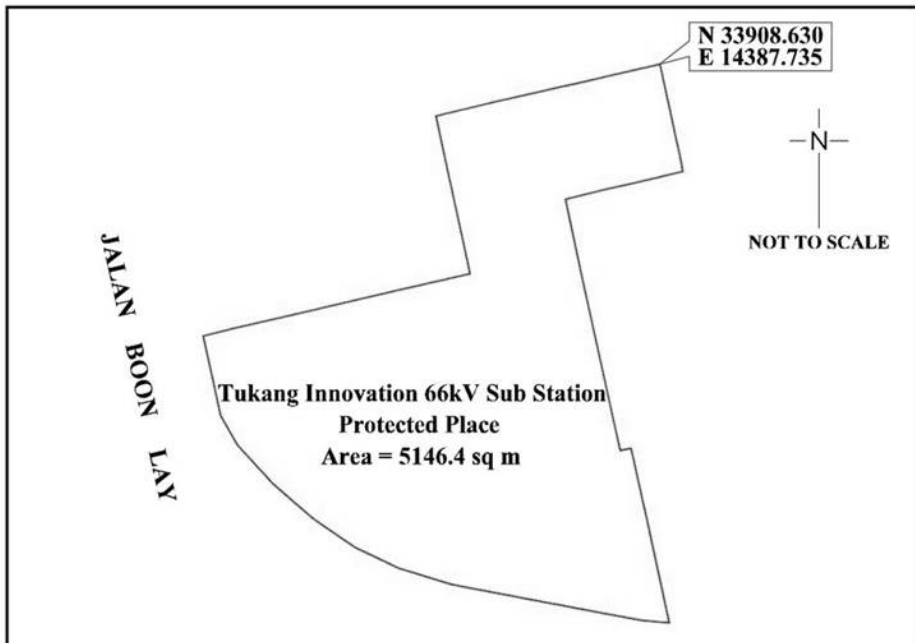 N 33908.630
E 14387.735
N
NOT TO SCALE
JALAN BOON LAY
Tukang Innovation 66kV Sub Station
Protected Place
Area = 5146.4 sq m